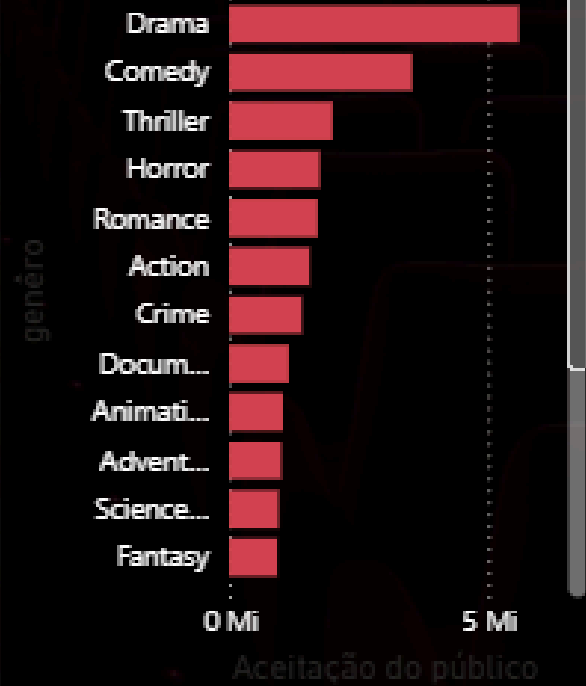 Drama
Comedy
Thriller
Horror
Romance
Action
Crime
Docum...
Animati...
Advent...
Science...
Fantasy
genêro
0 Mi
5 Mi
Aceitação do público